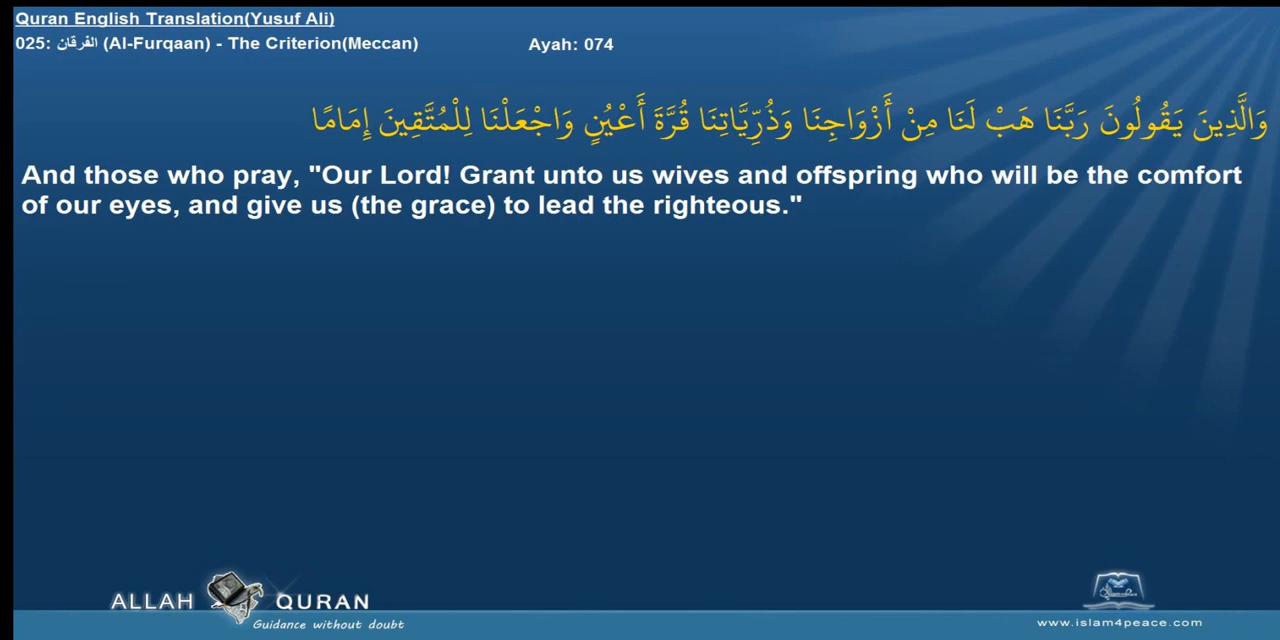 Quran English Translation(Yusuf Ali)
025: الفرقان (Al-Furqaan) - The Criterion(Meccan) Ayah: 074
وَالَّذِينَ يَقُولُونَ رَبَّنَا هَبْ لَنَا مِنْ أَزْوَاجِنَا وَذُرِّيَّاتِنَا قُرَّةَ أَعْيُنٍ وَاجْعَلْنَا لِلْمُتَّقِينَ إِمَامًا
And those who pray, "Our Lord! Grant unto us wives and offspring who will be the comfort
of our eyes, and give us (the grace) to lead the righteous."
ALLAH QURAN
Guidance without doubt
www.islam4peace.com